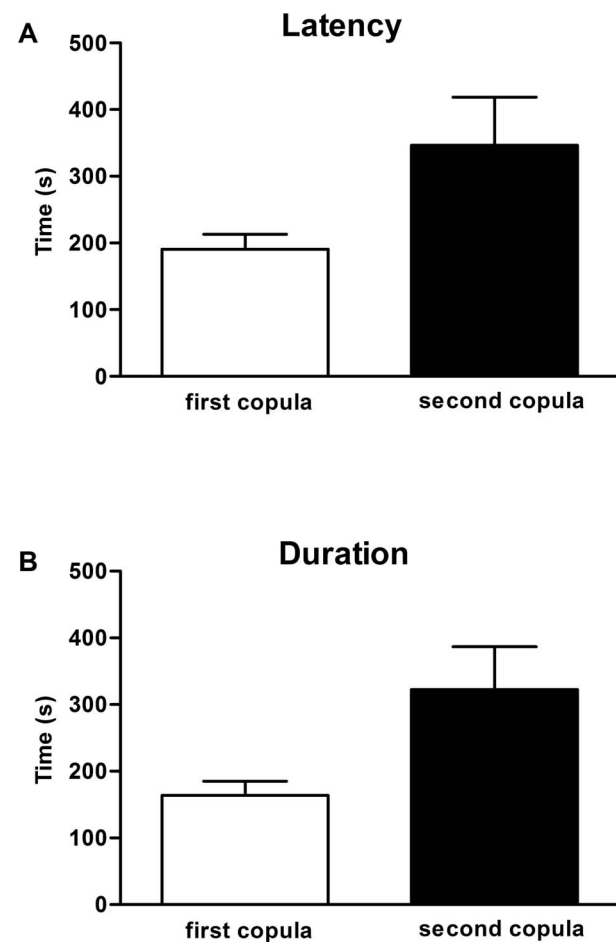 A
Latency
500
400
300
200
100
0
Time (s)
first copula
second copula
B
Duration
500
400
300
200
100
0
Time (s)
first copula
second copula